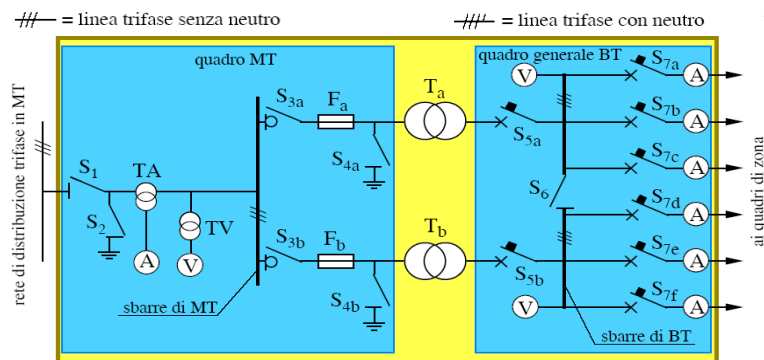 = linea trifase senza neutro
= linea trifase con neutro
quadro MT
quadro generale BT
rete di distribuzione trifase in MT
ai quadri di zona
S1
S2
TA
TV
A
V
S3a
Fa
S4a
Ta
S5a
S3b
Fb
S4b
Tb
S5b
sbarre di MT
V
S6
V
sbarre di BT
S7a
A
S7b
A
S7c
A
S7d
A
S7e
A
S7f
A